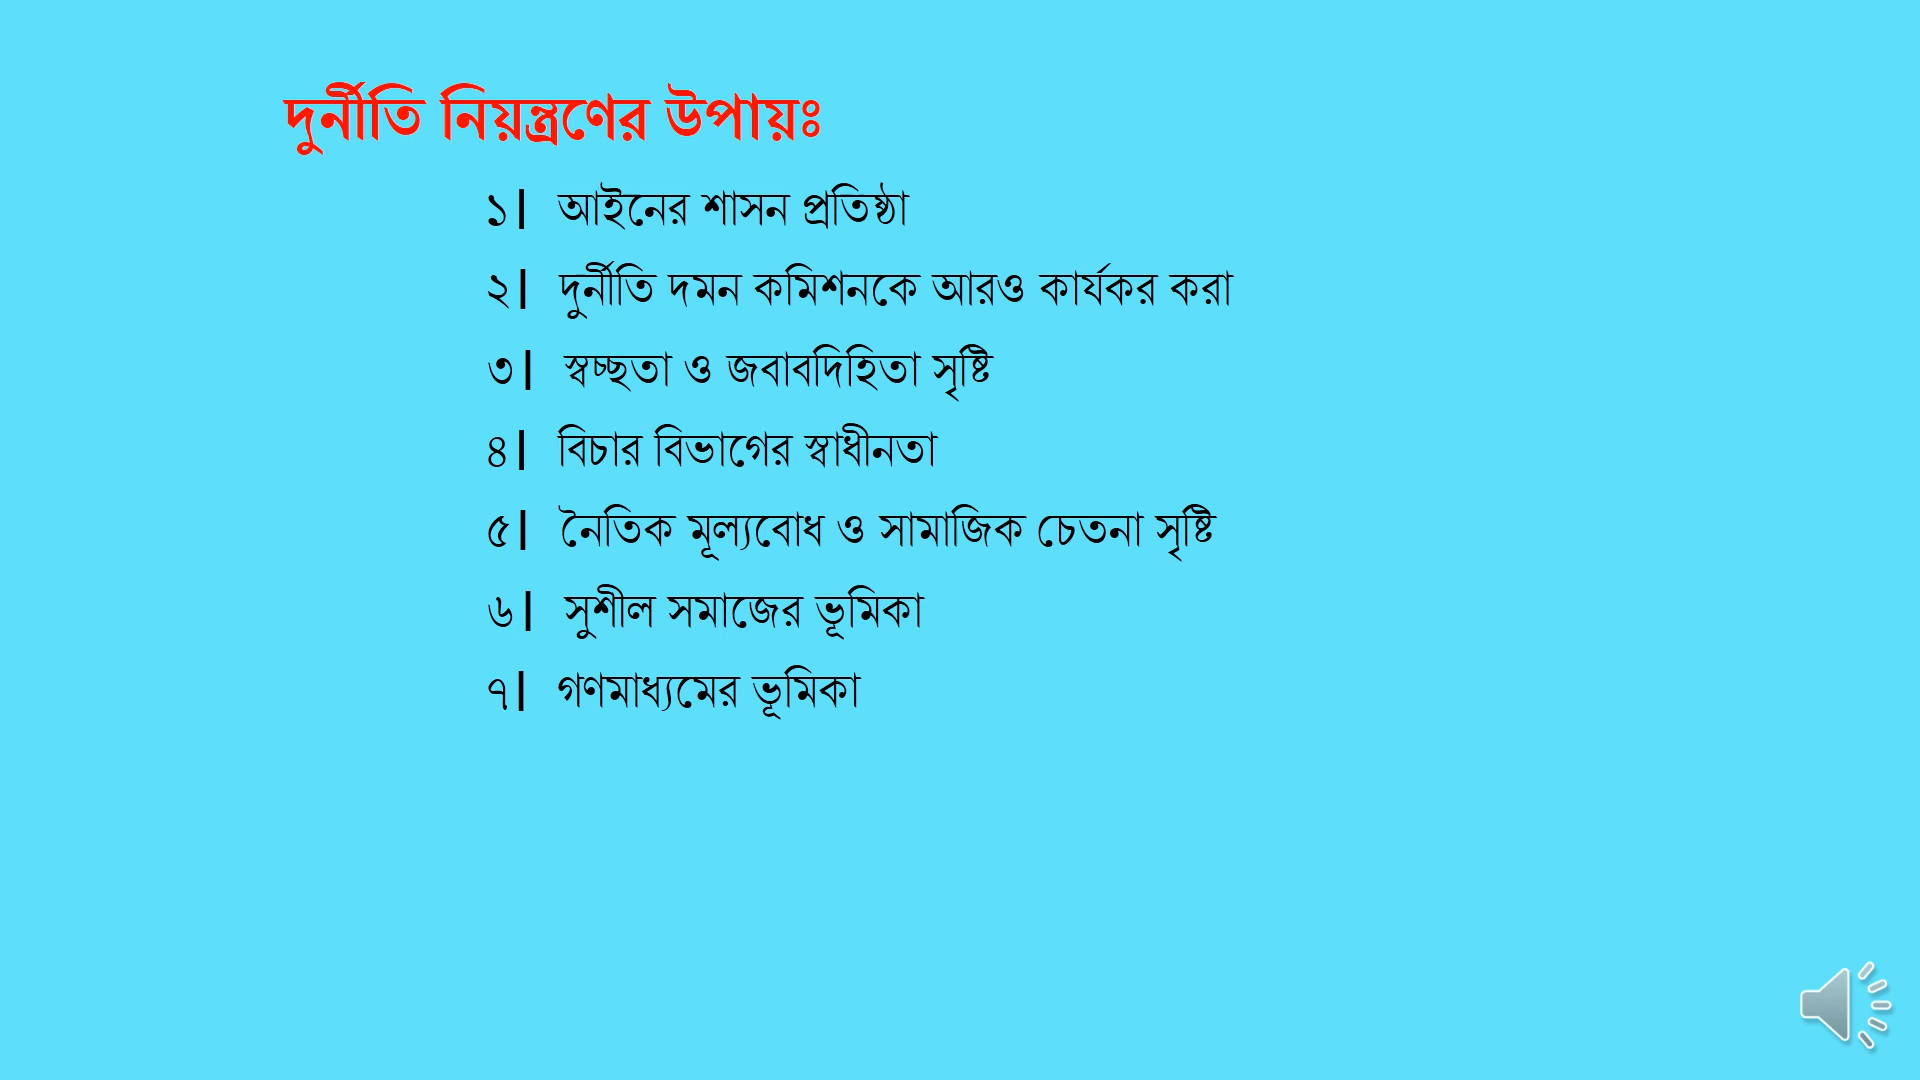 দুর্নীতি নিয়ন্ত্রণের উপায়ঃ
১| আইনের শাসন প্রতিষ্ঠা
২| দুর্নীতি দমন কমিশনকে আরও কার্যকর করা
৩| স্বচ্ছতা ও জবাবদিহিতা সৃষ্টি
৪| বিচার বিভাগের স্বাধীনতা
৫| নৈতিক মূল্যবোধ ও সামাজিক চেতনা সৃষ্টি
৬| সুশীল সমাজের ভূমিকা
৭| গণমাধ্যমের ভূমিকা